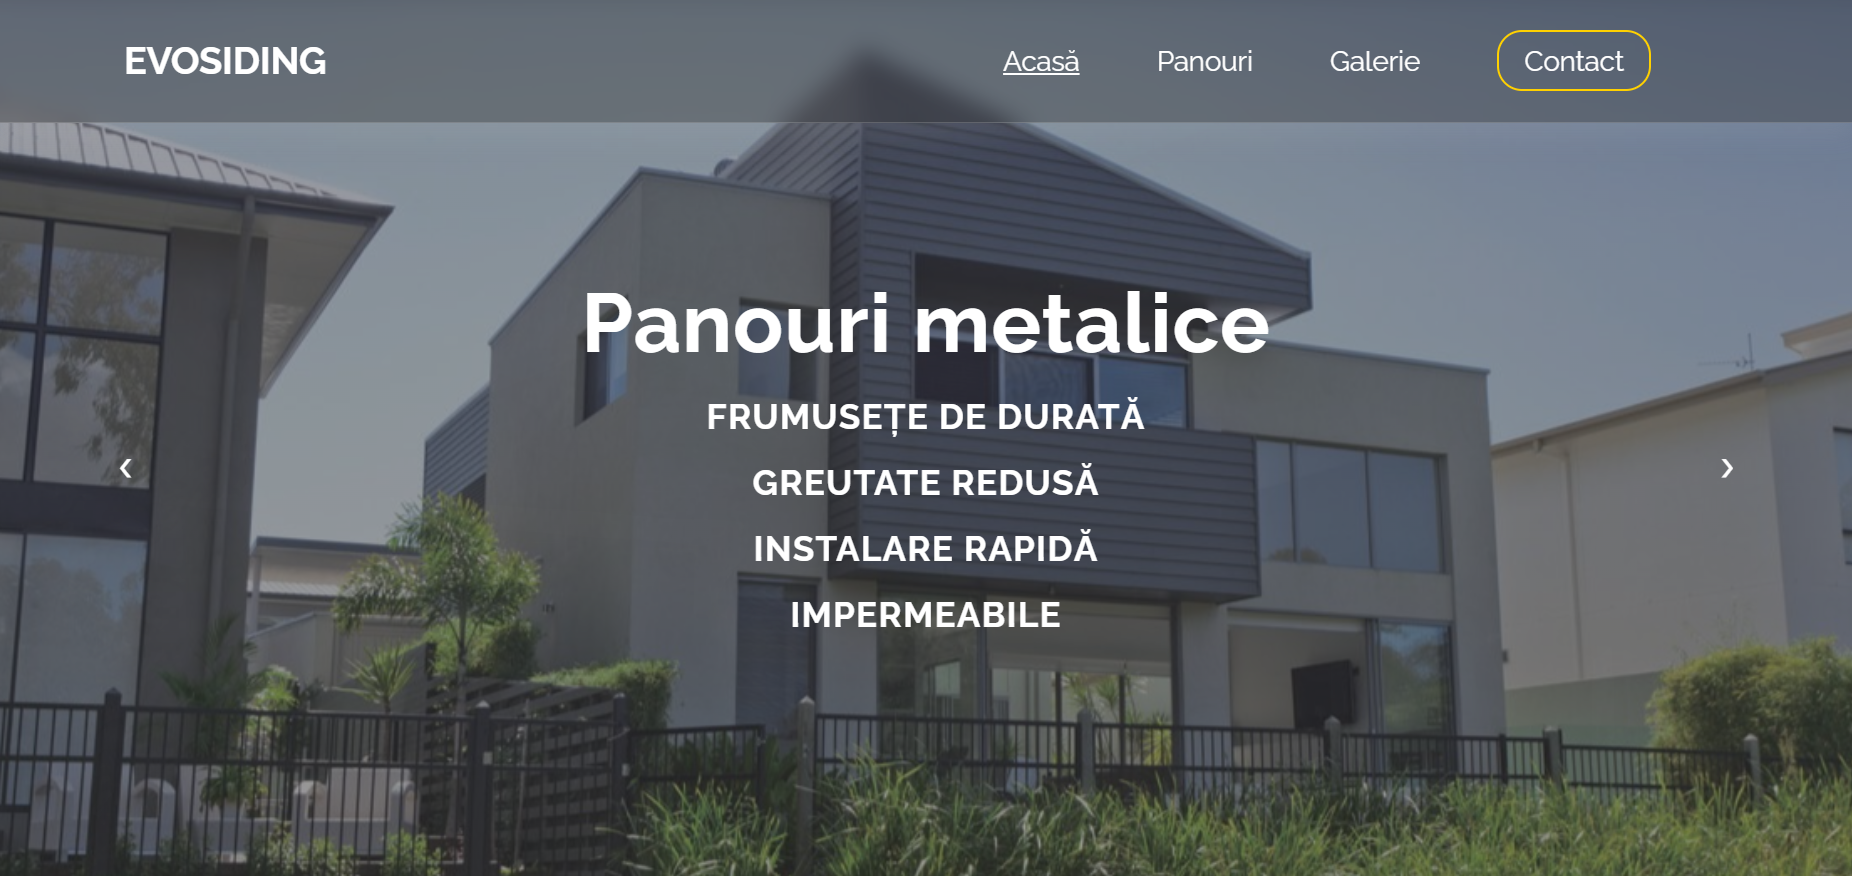 EVOSIDING
Acasă
Panouri
Galerie
Contact
Panouri metalice
FRUMUSEȚE DE DURATĂ
GREUTATE REDUSĂ
INSTALARE RAPIDĂ
IMPERMEABILE